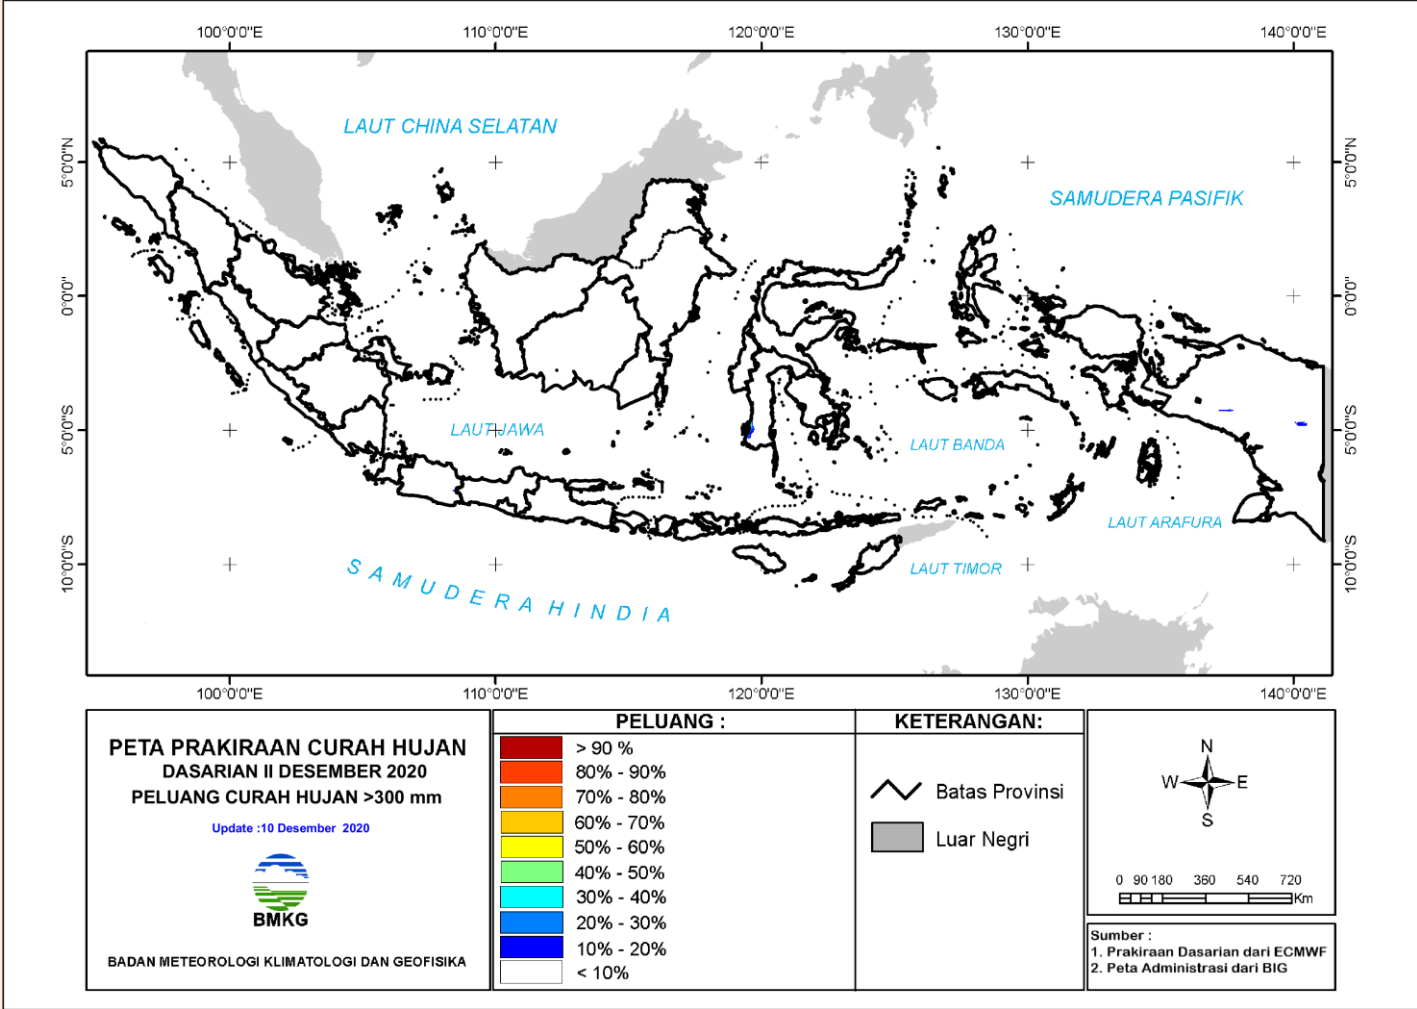 100°0'0"E 110°0'0"E 120°0'0"E 130°0'0"E 140°0'0"E
LAUT CHINA SELATAN
5°0'0"N
5°0'0"N
SAMUDERA PASIFIK
0°0'0"
0°0'0"
LAUT JAWA
5°0'0"S
5°0'0"S
LAUT BANDA
LAUT ARAFURA
LAUT TIMOR
10°0'0"S
10°0'0"S
SAMUDERA HINDIA
100°0'0"E 110°0'0"E 120°0'0"E 130°0'0"E 140°0'0"E
PETA PRAKIRAAN CURAH HUJAN
DASARIAN II DESEMBER 2020
PELUANG CURAH HUJAN >300 mm
Update :10 Desember 2020
BMKG
BADAN METEOROLOGI KLIMATOLOGI DAN GEOFISIKA
PELUANG :
> 90 %
80% - 90%
70% - 80%
60% - 70%
50% - 60%
40% - 50%
30% - 40%
20% - 30%
10% - 20%
< 10%
KETERANGAN:
Batas Provinsi
Luar Negri
N
W E
S
0 90 180 360 540 720
Km
Sumber :
1. Prakiraan Dasarian dari ECMWF
2. Peta Administrasi dari BIG